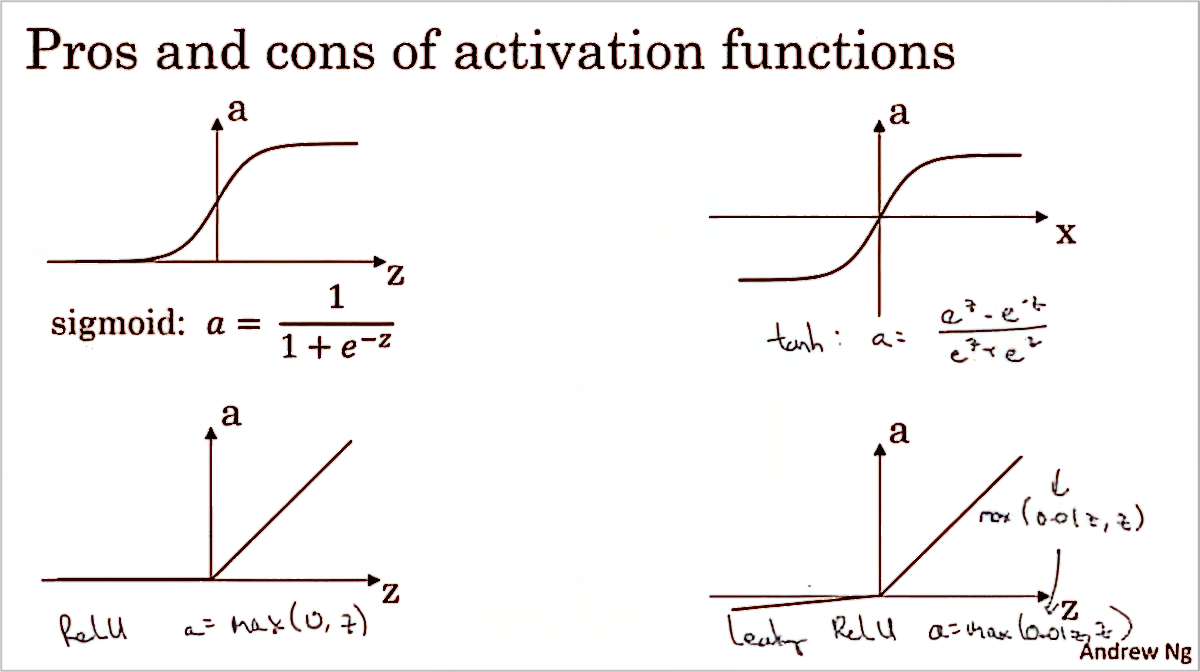 Pros and cons of activation functions
a
z
sigmoid: a = 1 / (1 + e^{-z})
a
x
tanh: a = (e^z - e^{-z}) / (e^z + e^z)
a
z
ReLU a = max(0, z)
a
max(0.01z, z)
z
Leaky ReLU a = max(0.01z, z)
Andrew Ng